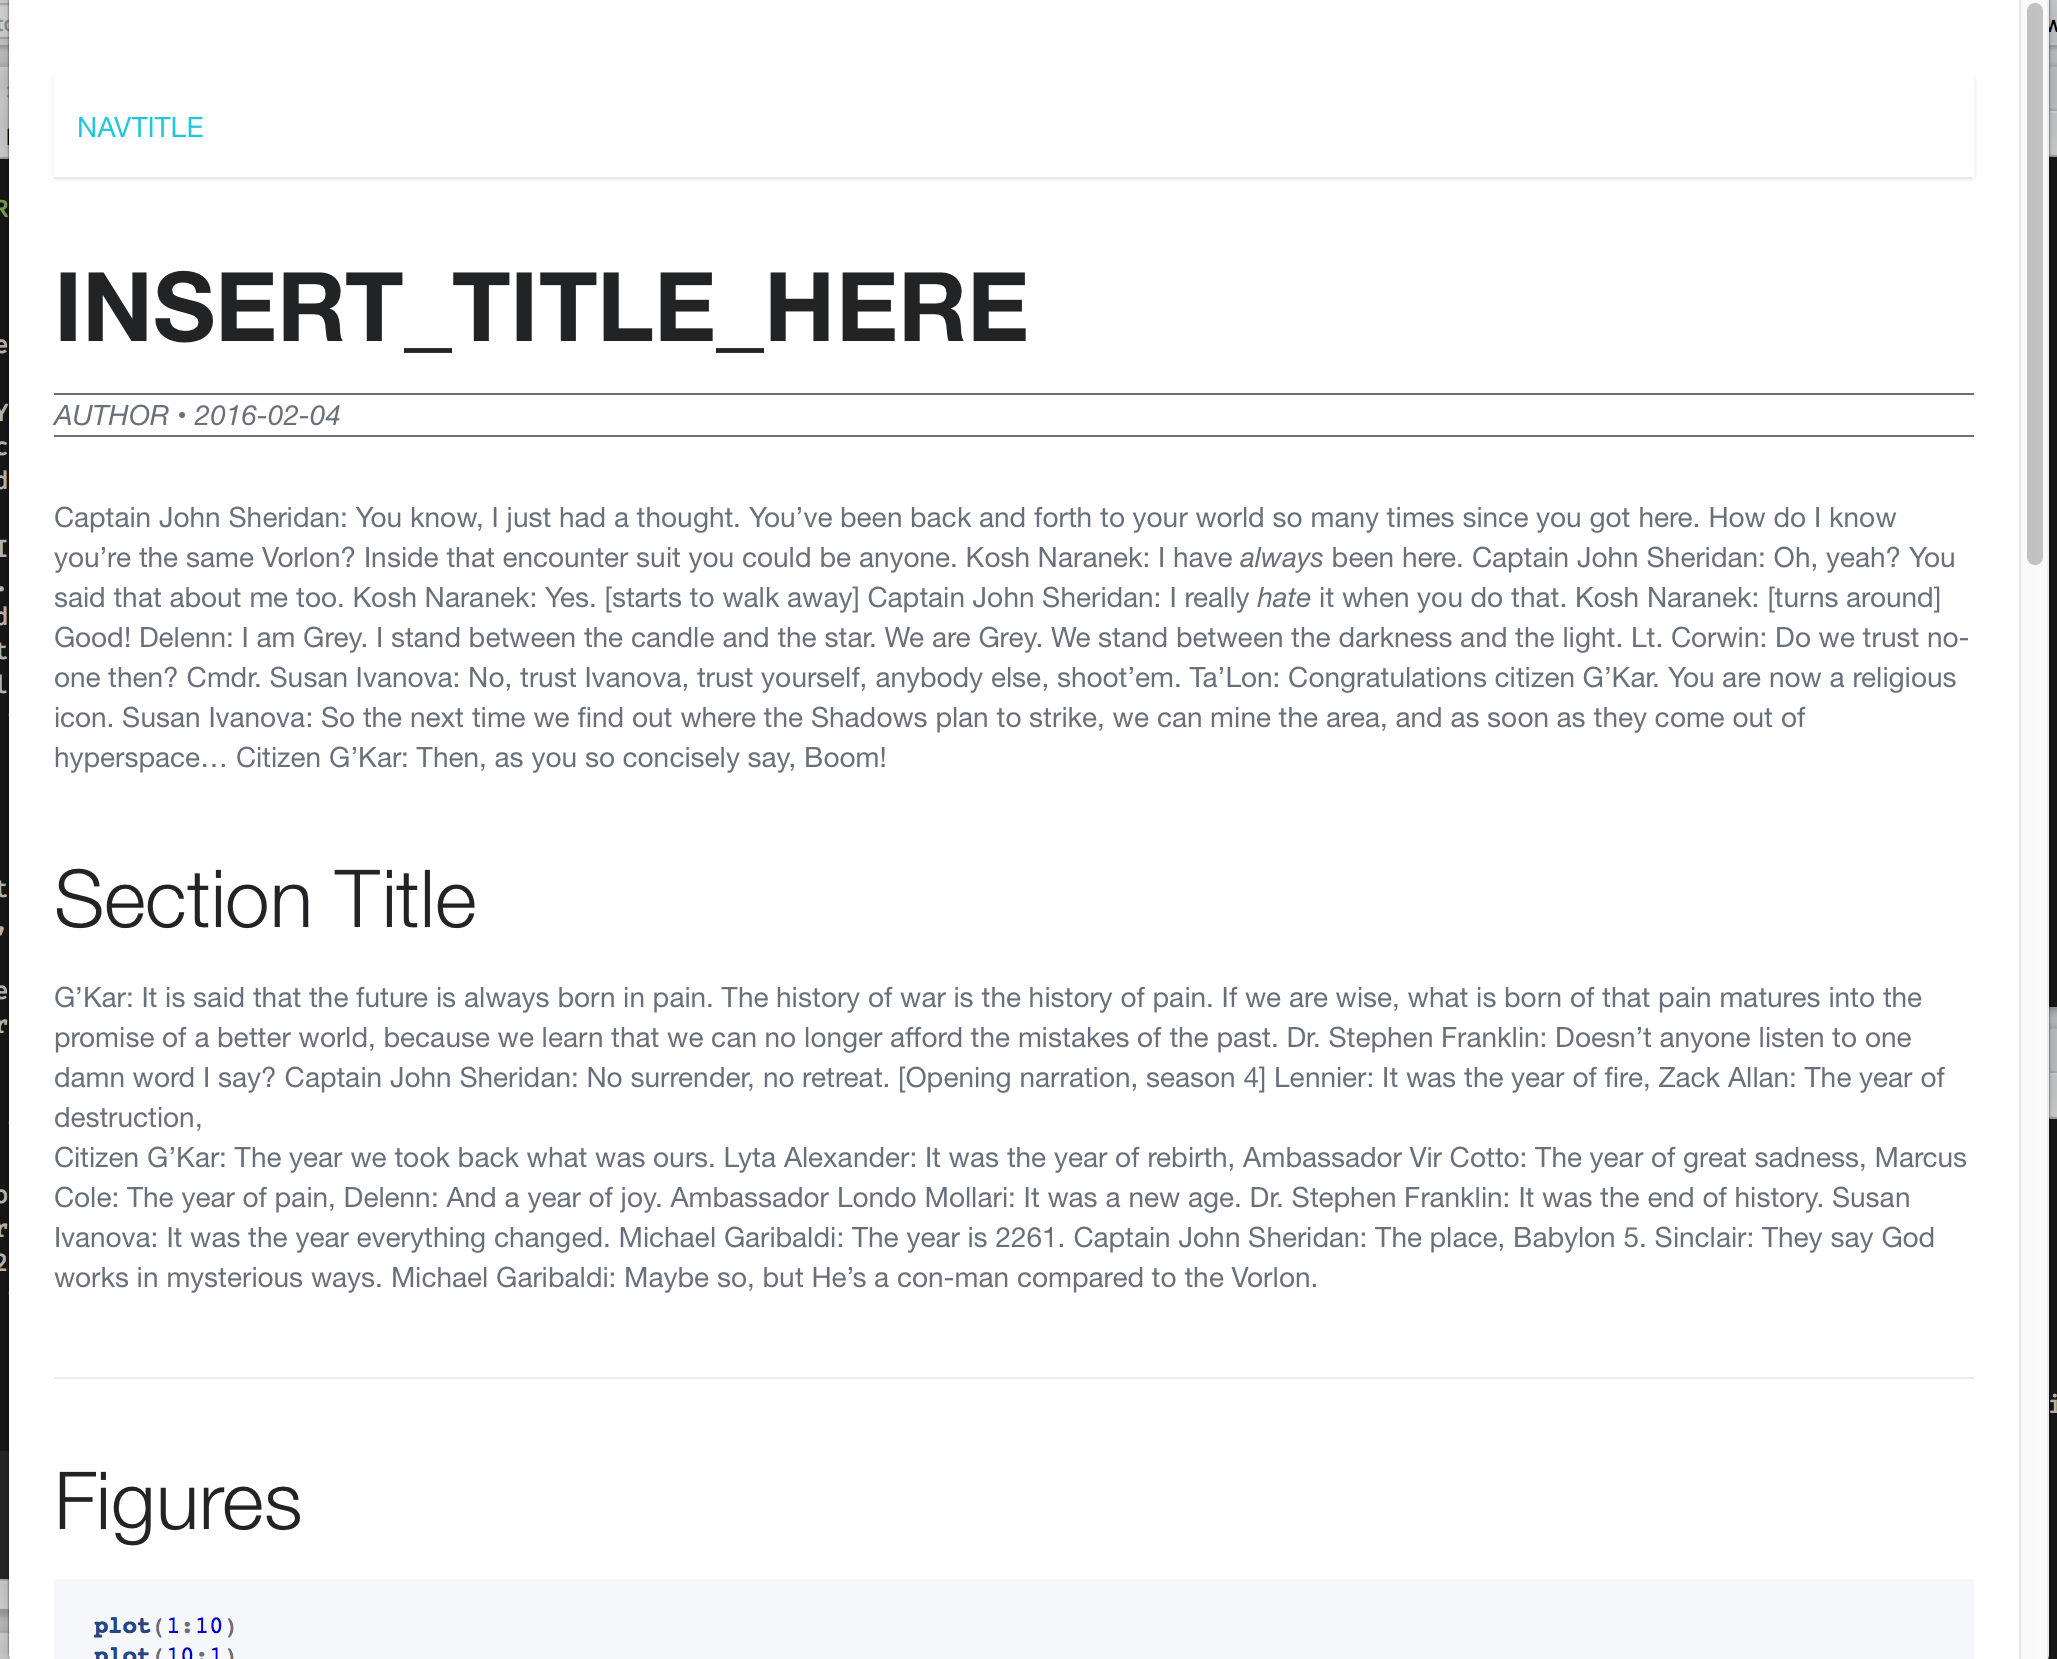 NAVTITLE
INSERT_TITLE_HERE
AUTHOR • 2016-02-04
Captain John Sheridan: You know, I just had a thought. You’ve been back and forth to your world so many times since you got here. How do I know
you’re the same Vorlon? Inside that encounter suit you could be anyone. Kosh Naranek: I have always been here. Captain John Sheridan: Oh, yeah? You
said that about me too. Kosh Naranek: Yes. [starts to walk away] Captain John Sheridan: I really hate it when you do that. Kosh Naranek: [turns around]
Good! Delenn: I am Grey. I stand between the candle and the star. We are Grey. We stand between the darkness and the light. Lt. Corwin: Do we trust no-
one then? Cmdr. Susan Ivanova: No, trust Ivanova, trust yourself, anybody else, shoot’em. Ta’Lon: Congratulations citizen G’Kar. You are now a religious
icon. Susan Ivanova: So the next time we find out where the Shadows plan to strike, we can mine the area, and as soon as they come out of
hyperspace… Citizen G’Kar: Then, as you so concisely say, Boom!
Section Title
G’Kar: It is said that the future is always born in pain. The history of war is the history of pain. If we are wise, what is born of that pain matures into the
promise of a better world, because we learn that we can no longer afford the mistakes of the past. Dr. Stephen Franklin: Doesn’t anyone listen to one
damn word I say? Captain John Sheridan: No surrender, no retreat. [Opening narration, season 4] Lennier: It was the year of fire, Zack Allan: The year of
destruction,
Citizen G’Kar: The year we took back what was ours. Lyta Alexander: It was the year of rebirth, Ambassador Vir Cotto: The year of great sadness, Marcus
Cole: The year of pain, Delenn: And a year of joy. Ambassador Londo Mollari: It was a new age. Dr. Stephen Franklin: It was the end of history. Susan
Ivanova: It was the year everything changed. Michael Garibaldi: The year is 2261. Captain John Sheridan: The place, Babylon 5. Sinclair: They say God
works in mysterious ways. Michael Garibaldi: Maybe so, but He’s a con-man compared to the Vorlon.
Figures
plot(1:10)
plot(10:1)